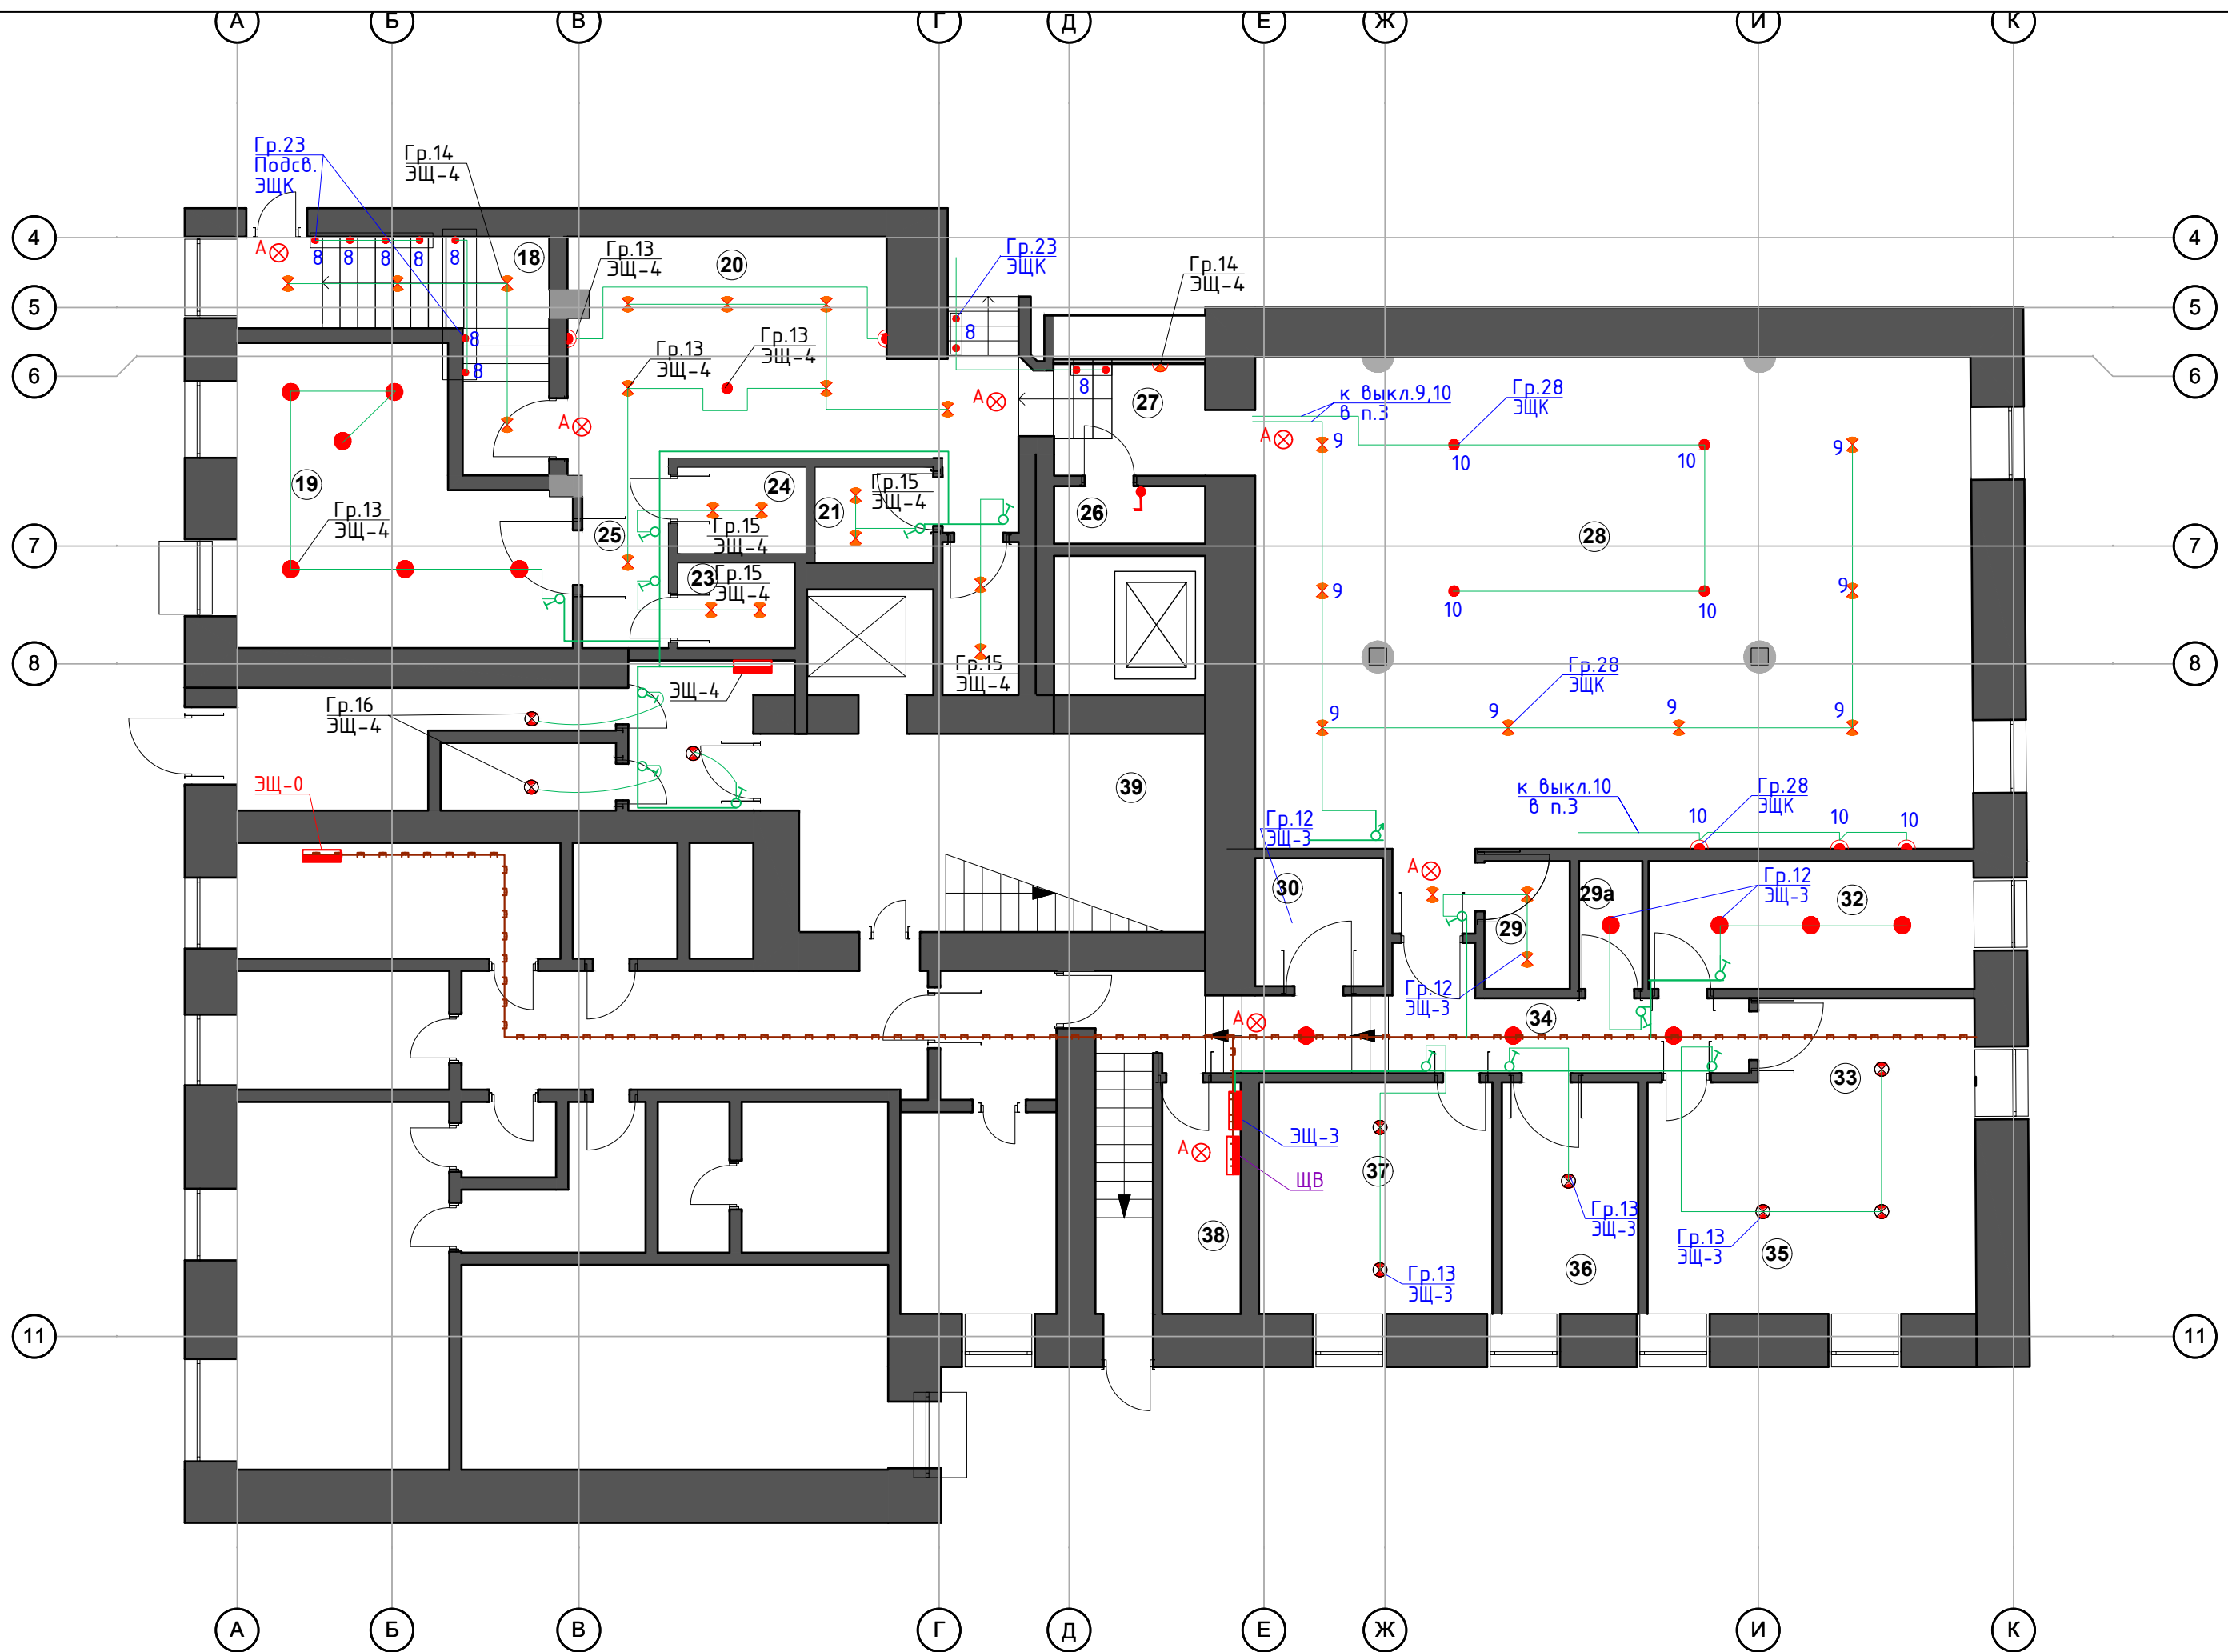 А Б В Г Д Е Ж И К
Гр.23
Подсв.
ЭЩК
Гр.14
ЭЩ-4
4
А
8 8 8 8 8
18
Гр.13
ЭЩ-4
20
Гр.23
ЭЩК
Гр.14
ЭЩ-4
4
5
5
8
8
8
Гр.13
ЭЩ-4
Гр.13
ЭЩ-4
6
6
8
А
27
А
к выкл.9,10
в п.3
Гр.28
ЭЩК
А
9
10
10
9
19
Гр.13
ЭЩ-4
24
21
Гр.15
ЭЩ-4
26
25
Гр.15
ЭЩ-4
28
7
7
23
Гр.15
ЭЩ-4
9
10
10
9
8
8
ЭЩ-4
Гр.15
ЭЩ-4
Гр.28
ЭЩК
Гр.16
ЭЩ-4
9
9
9
9
ЭЩ-0
39
к выкл.10
в п.3
Гр.28
ЭЩК
10
10
10
Гр.12
ЭЩ-3
А
30
29а
Гр.12
ЭЩ-3
32
29
Гр.12
ЭЩ-3
А
34
33
ЭЩ-3
А
ЩВ
37
38
Гр.13
ЭЩ-3
Гр.13
ЭЩ-3
35
36
Гр.13
ЭЩ-3
11
11
А Б В Г Д Е Ж И К